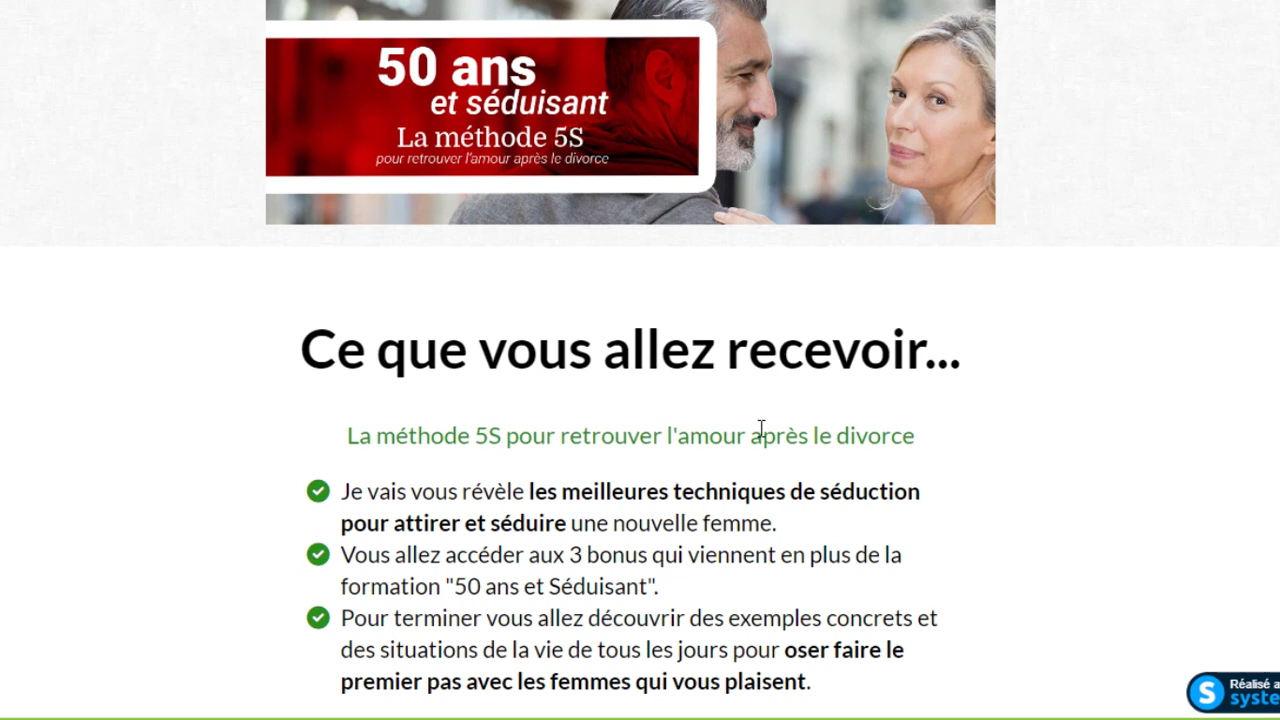 50 ans
et séduisant
La méthode 5S
pour retrouver l'amour après le divorce
Ce que vous allez recevoir...
La méthode 5S pour retrouver l'amour après le divorce
Je vais vous révèle les meilleures techniques de séduction
pour attirer et séduire une nouvelle femme.
Vous allez accéder aux 3 bonus qui viennent en plus de la
formation "50 ans et Séduisant".
Pour terminer vous allez découvrir des exemples concrets et
des situations de la vie de tous les jours pour oser faire le
premier pas avec les femmes qui vous plaisent.
Réalisé a
syste